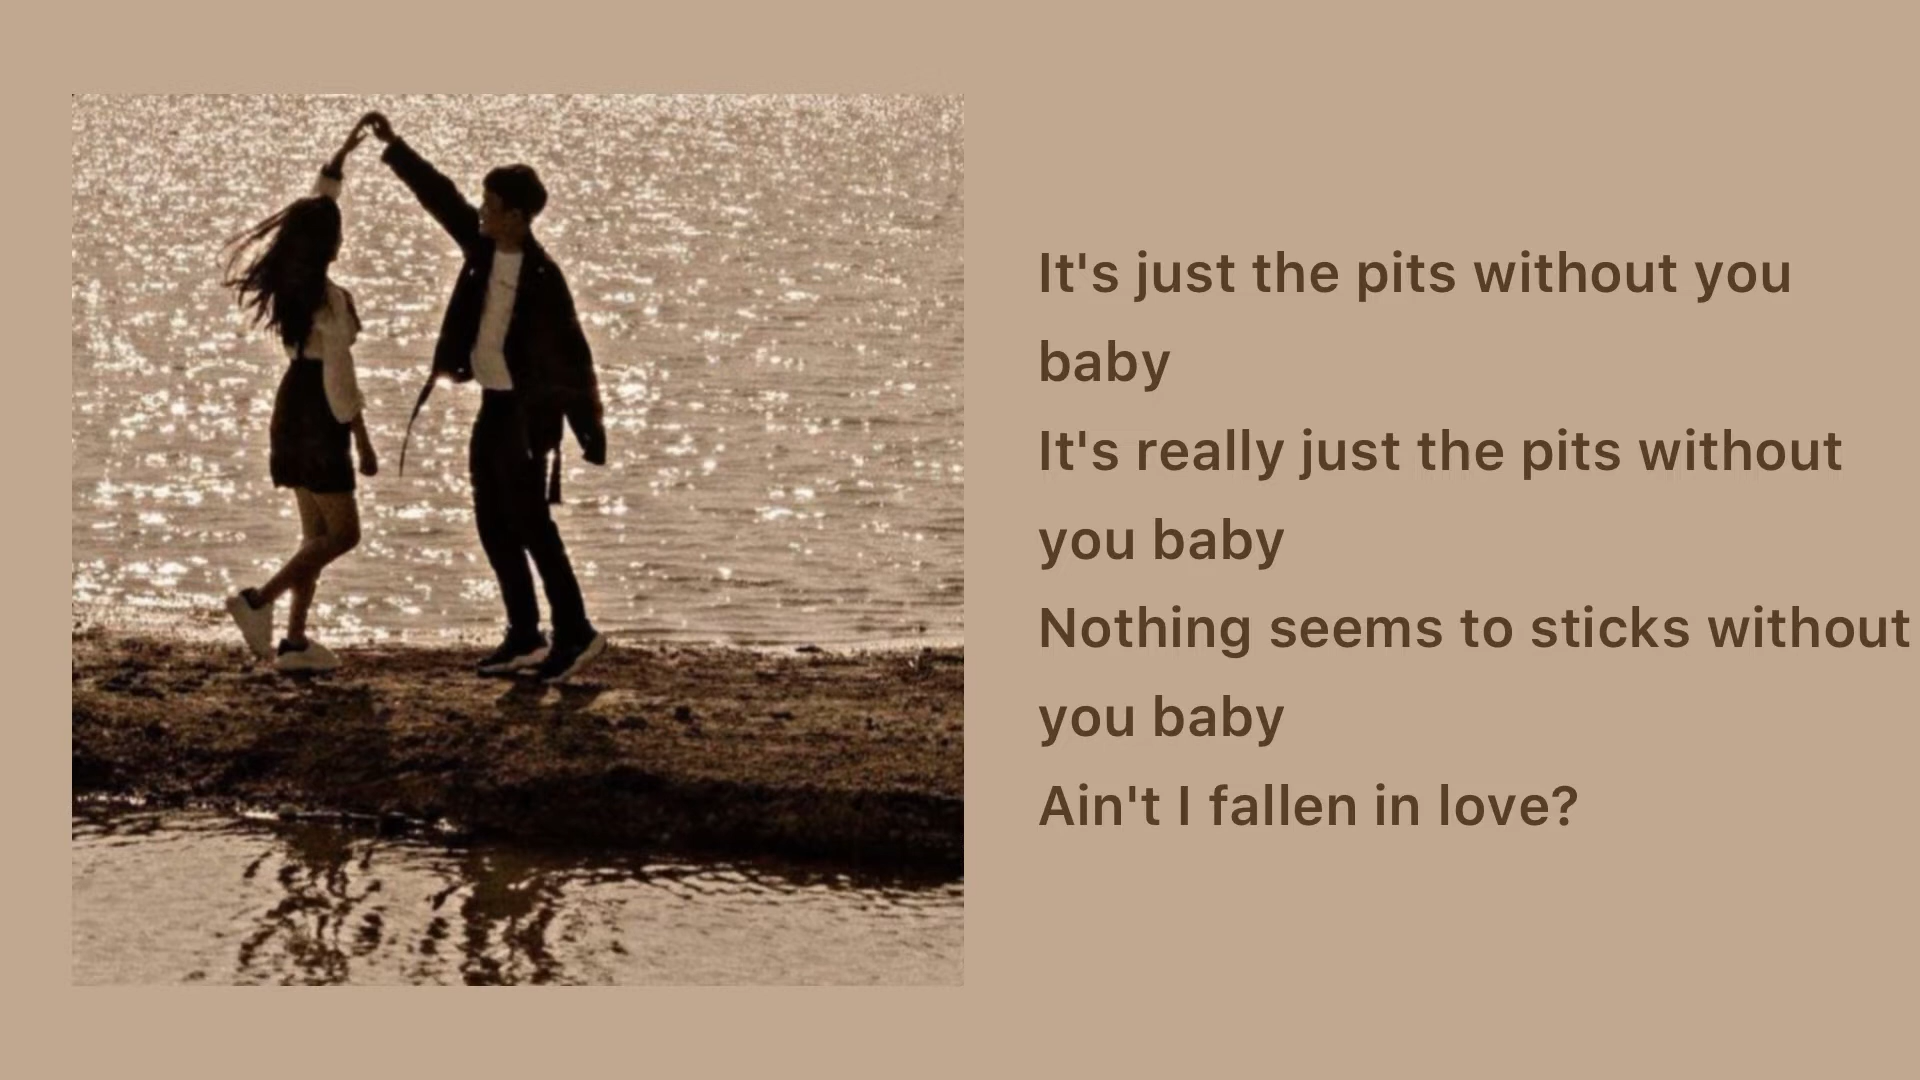 It's just the pits without you
baby
It's really just the pits without
you baby
Nothing seems to sticks without
you baby
Ain't I fallen in love?